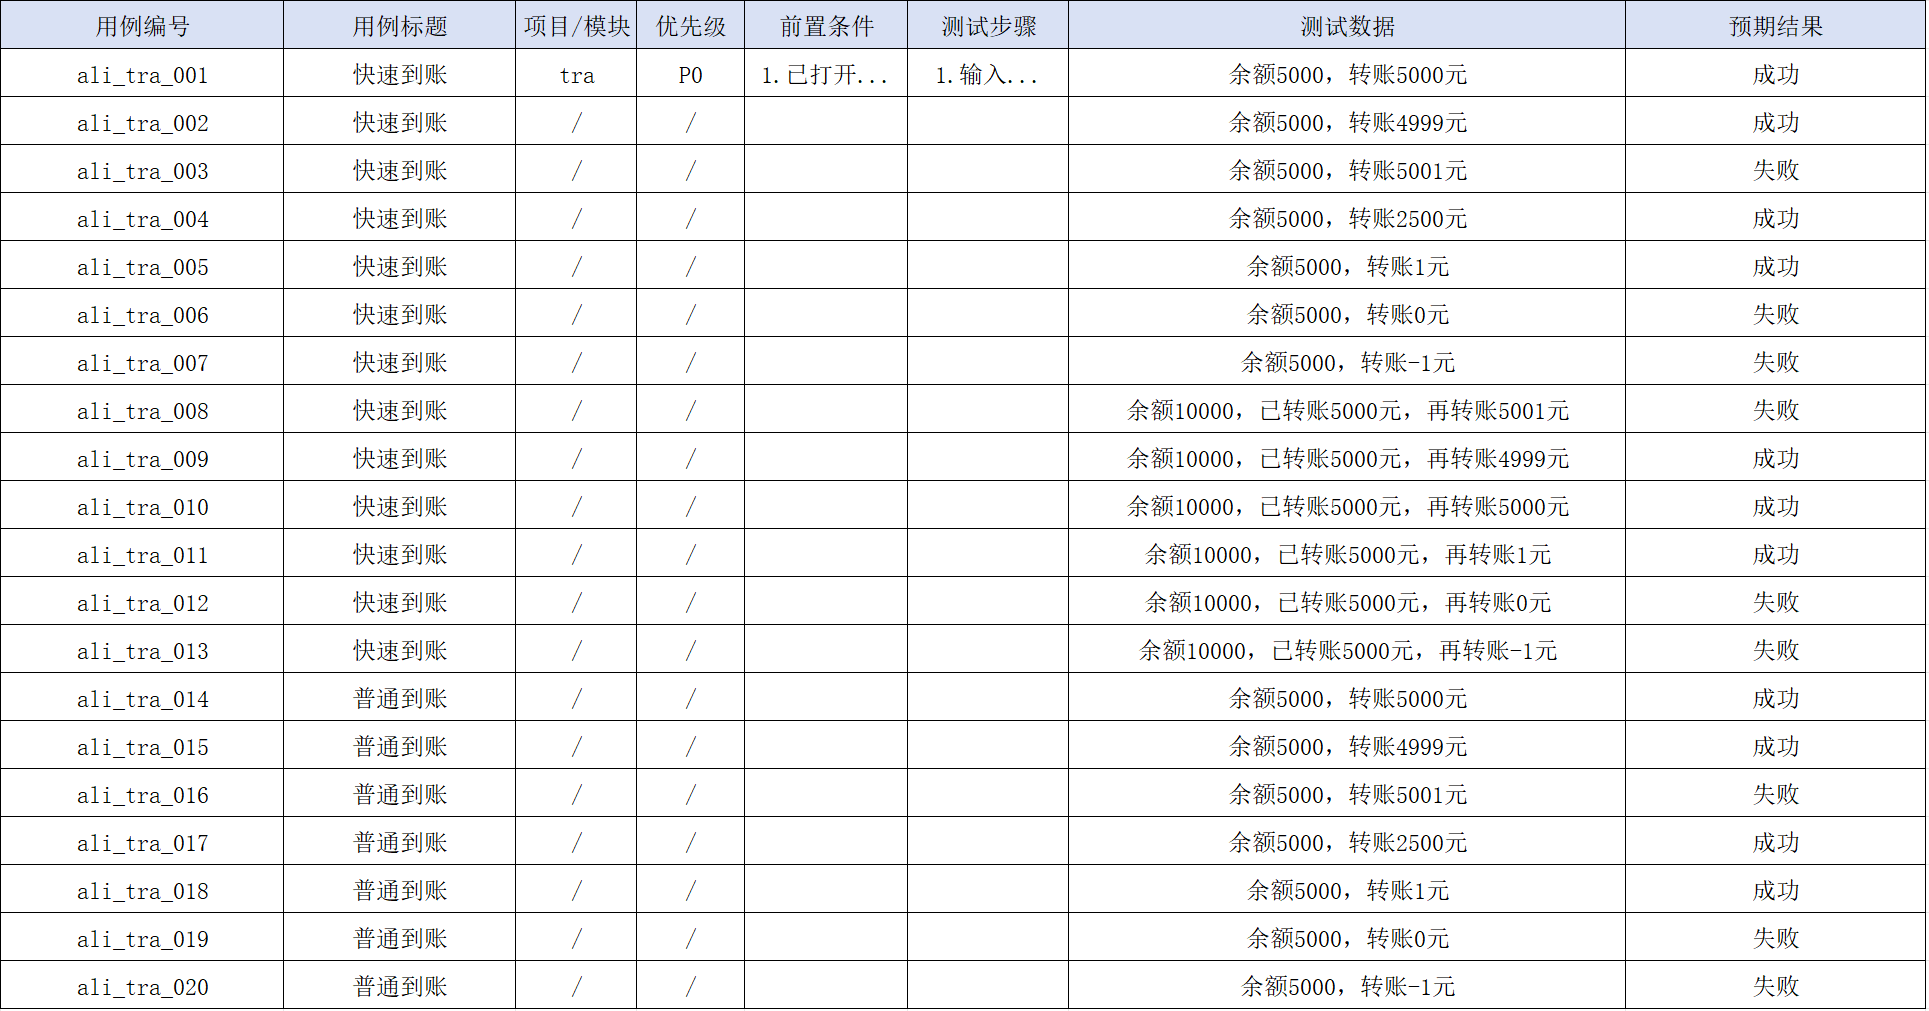 用例编号 用例标题 项目/模块 优先级 前置条件 测试步骤 测试数据 预期结果
ali_tra_001 快速到账 tra P0 1.已打开... 1.输入... 余额5000，转账5000元 成功
ali_tra_002 快速到账 / / 余额5000，转账4999元 成功
ali_tra_003 快速到账 / / 余额5000，转账5001元 失败
ali_tra_004 快速到账 / / 余额5000，转账2500元 成功
ali_tra_005 快速到账 / / 余额5000，转账1元 成功
ali_tra_006 快速到账 / / 余额5000，转账0元 失败
ali_tra_007 快速到账 / / 余额5000，转账-1元 失败
ali_tra_008 快速到账 / / 余额10000，已转账5000元，再转账5001元 失败
ali_tra_009 快速到账 / / 余额10000，已转账5000元，再转账4999元 成功
ali_tra_010 快速到账 / / 余额10000，已转账5000元，再转账5000元 成功
ali_tra_011 快速到账 / / 余额10000，已转账5000元，再转账1元 成功
ali_tra_012 快速到账 / / 余额10000，已转账5000元，再转账0元 失败
ali_tra_013 快速到账 / / 余额10000，已转账5000元，再转账-1元 失败
ali_tra_014 普通到账 / / 余额5000，转账5000元 成功
ali_tra_015 普通到账 / / 余额5000，转账4999元 成功
ali_tra_016 普通到账 / / 余额5000，转账5001元 失败
ali_tra_017 普通到账 / / 余额5000，转账2500元 成功
ali_tra_018 普通到账 / / 余额5000，转账1元 成功
ali_tra_019 普通到账 / / 余额5000，转账0元 失败
ali_tra_020 普通到账 / / 余额5000，转账-1元 失败